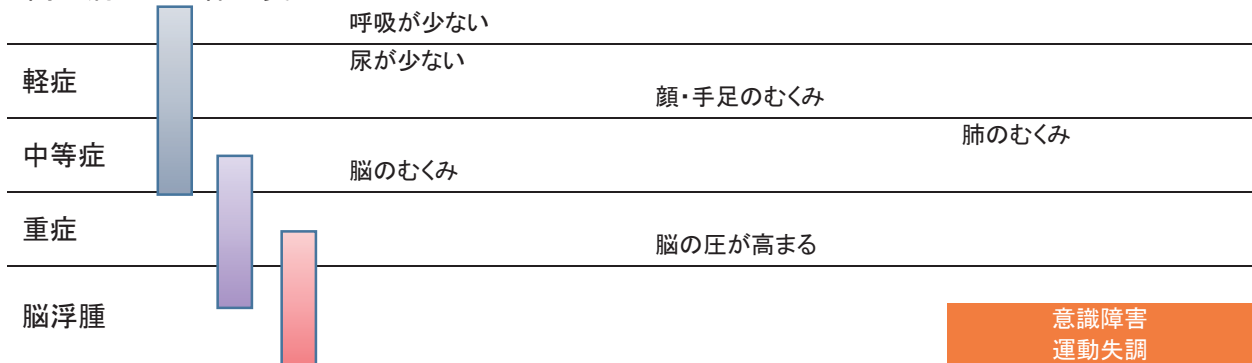 呼吸が少ない
軽症
尿が少ない
顔・手足のむくみ
中等症
肺のむくみ
脳のむくみ
重症
脳の圧が高まる
脳浮腫
意識障害
運動失調